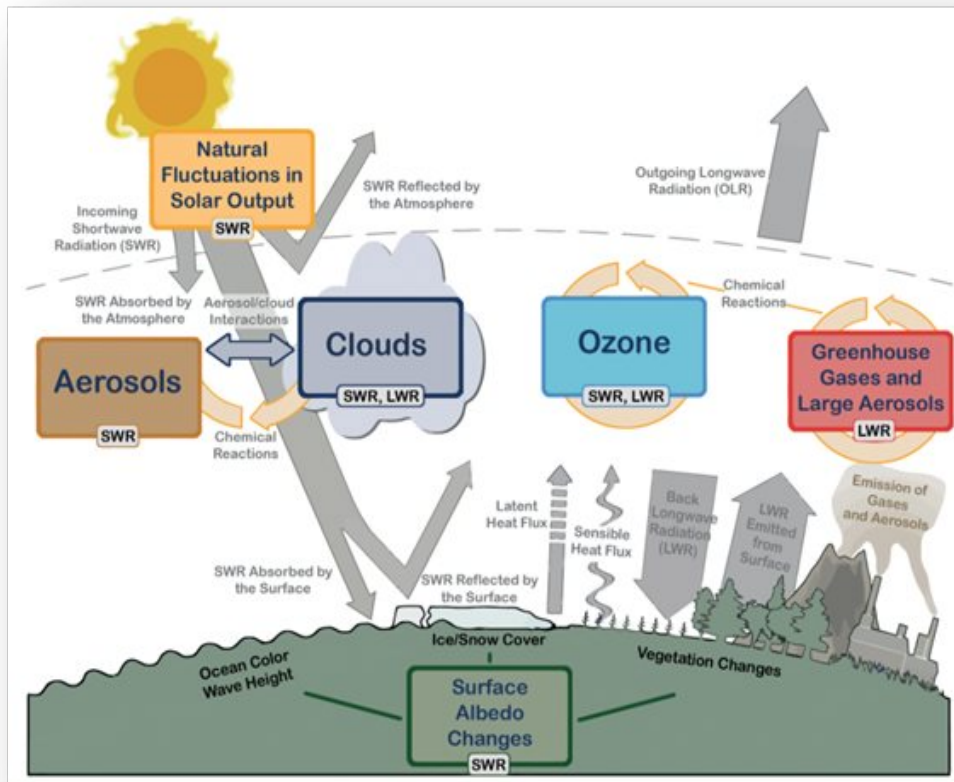 Natural
Fluctuations in
Solar Output
SWR
Incoming
Shortwave
Radiation (SWR)
SWR Reflected by
the Atmosphere
Outgoing Longwave
Radiation (OLR)
SWR Absorbed by
the Atmosphere
Aerosol/cloud
Interactions
Chemical
Reactions
Aerosols
SWR
Clouds
SWR, LWR
Ozone
SWR, LWR
Greenhouse
Gases and
Large Aerosols
LWR
Chemical
Reactions
Latent
Heat Flux
Sensible
Heat Flux
Back
Longwave
Radiation
(LWR)
LWR
Emitted
from
Surface
Emission of
Gases
and Aerosols
SWR Absorbed by
the Surface
SWR Reflected by
the Surface
Ice/Snow Cover
Ocean Color
Wave Height
Vegetation Changes
Surface
Albedo
Changes
SWR